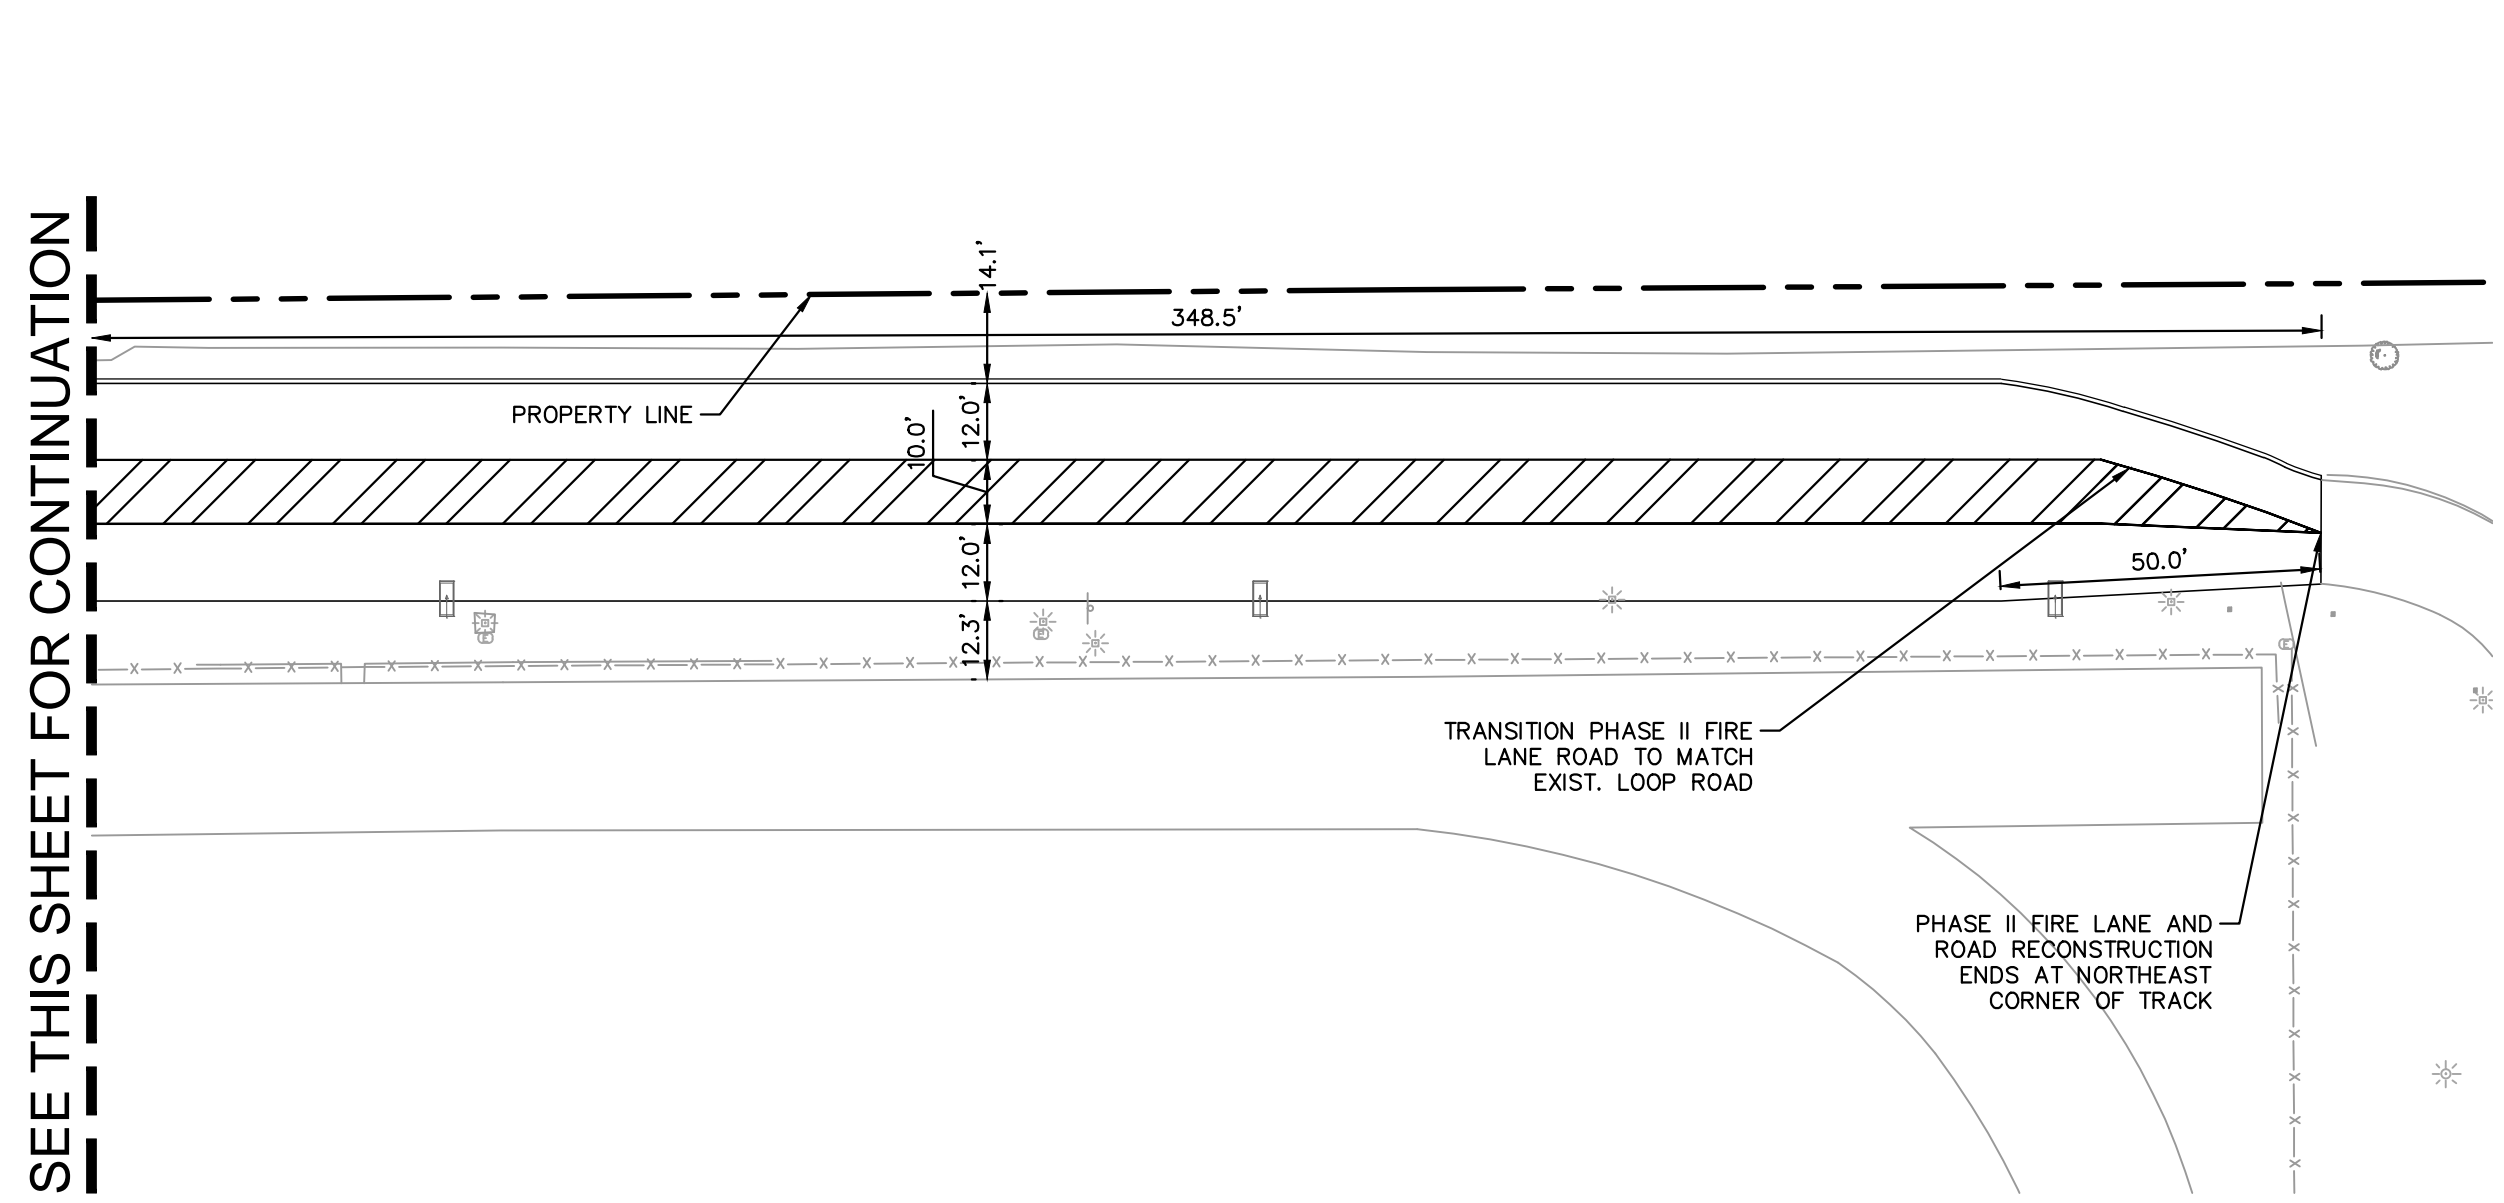 SEE THIS SHEET FOR CONTINUATION
14.1'
348.5'
PROPERTY LINE
12.0'
10.0'
12.0'
50.0'
12.3'
E
E
E
TRANSITION PHASE II FIRE
LANE ROAD TO MATCH
EXIST. LOOP ROAD
PHASE II FIRE LANE AND
ROAD RECONSTRUCTION
ENDS AT NORTHEAST
CORNER OF TRACK